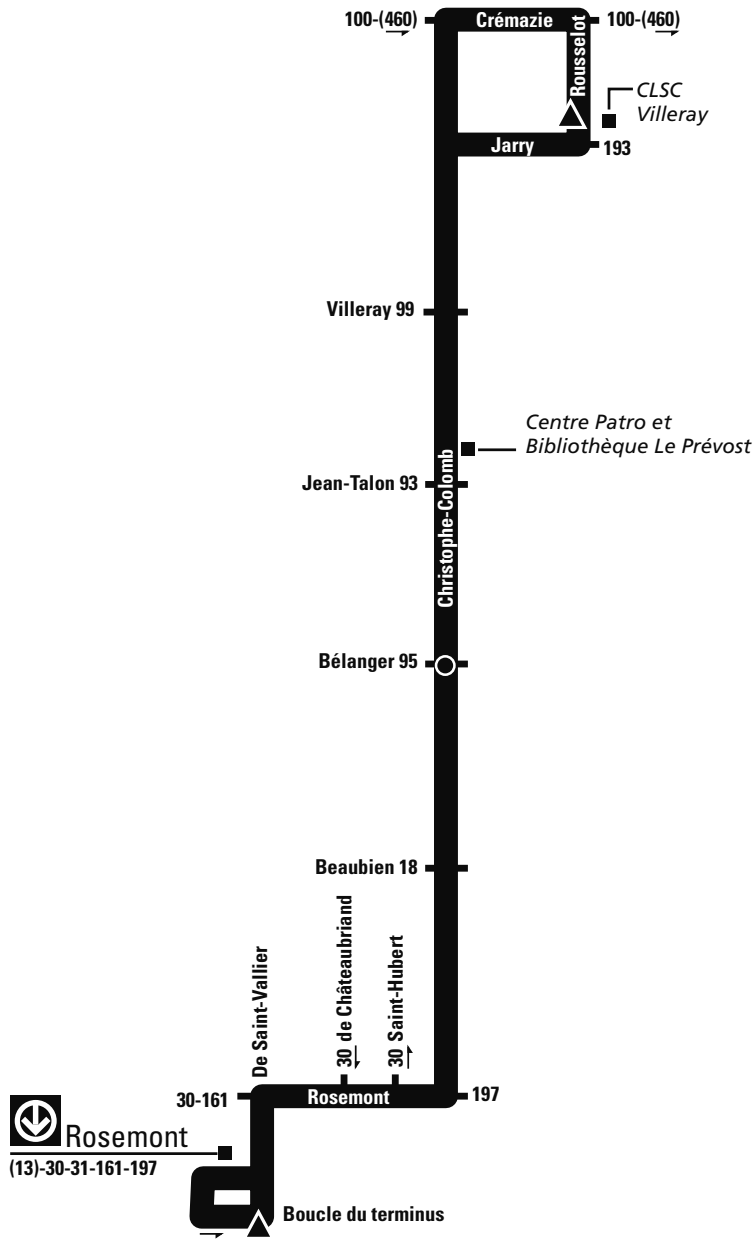 100-(460)
Crémazie
100-(460)
Rousselot
CLSC
Villeray
Jarry
193
Villeray 99
Centre Patro et
Bibliothèque Le Prévost
Jean-Talon 93
Christophe-Colomb
Bélanger 95
Beaubien 18
De Saint-Vallier
30 de Châteaubriand
30 Saint-Hubert
30-161
Rosemont
197
Rosemont
(13)-30-31-161-197
Boucle du terminus